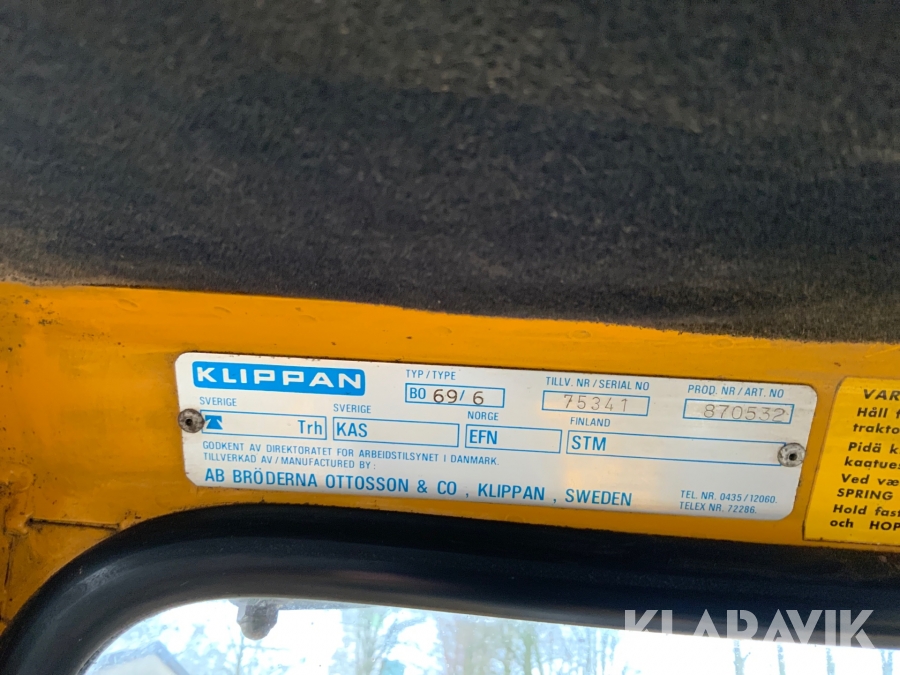 KLIPPAN
TYP/TYPE
BO 69/6
TILLV. NR/SERIAL NO
75341
PROD. NR/ART. NO
870532
SVERIGE
Trh
SVERIGE
KAS
NORGE
EFN
FINLAND
STM
GODKENT AV DIREKTORATET FOR ARBEIDSTILSYNET I DANMARK.
TILLVERKAD AV/MANUFACTURED BY:
AB BRÖDERNA OTTOSSON & CO, KLIPPAN, SWEDEN
TEL. NR. 0435/12060.
TELEX NR. 72286.
VAR
Håll f
trakto
Pidä k
kaatues
Ved væ
SPRING
Hold fast
och HOP
KLARAVIK